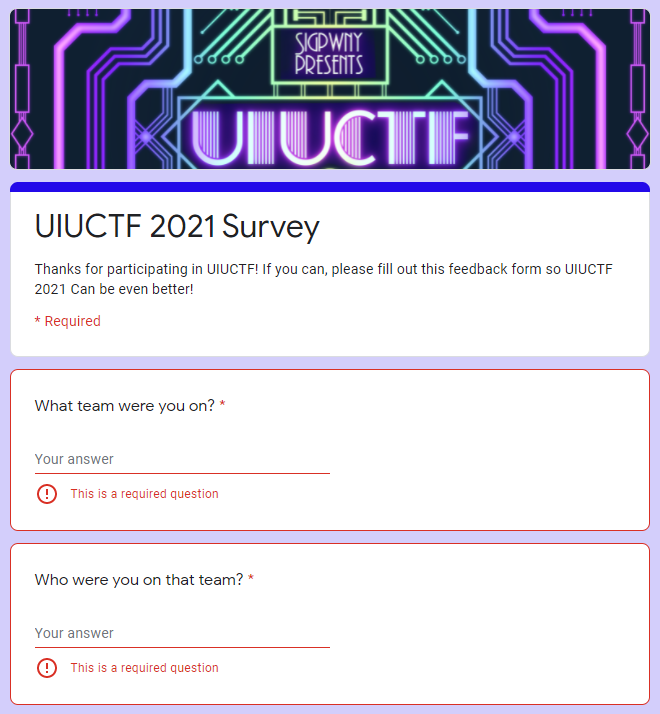 SIGPWNY
PRESENTS
UIUCTF
UIUCTF 2021 Survey
Thanks for participating in UIUCTF! If you can, please fill out this feedback form so UIUCTF
2021 Can be even better!
* Required
What team were you on? *
Your answer
This is a required question
Who were you on that team? *
Your answer
This is a required question